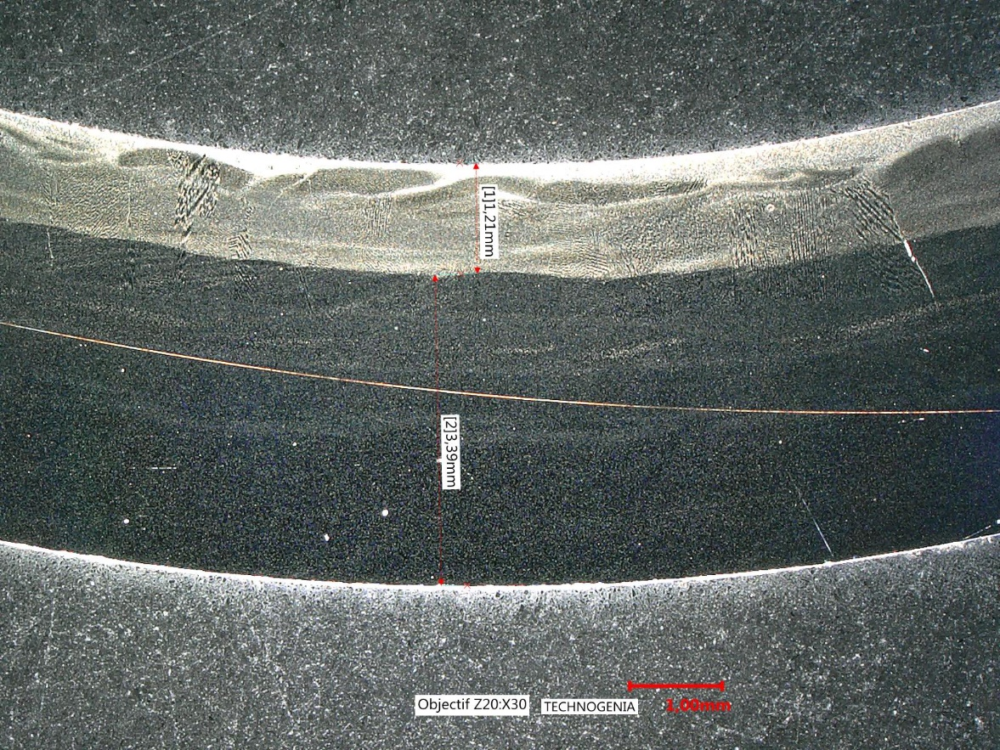 [1]1,21mm
[2]3,39mm
1,00mm
Objectif Z20:X30
TECHNOGENIA